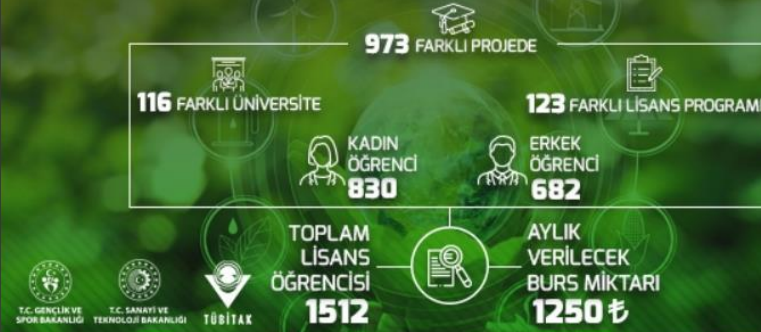 973 FARKLI PROJEDE
116 FARKLI ÜNİVERSİTE
123 FARKLI LİSANS PROGRAMI
KADIN
ÖĞRENCİ
830
ERKEK
ÖĞRENCİ
682
TOPLAM
LİSANS
ÖĞRENCİSİ
1512
AYLIK
VERİLECEK
BURS MİKTARI
1250 ₺
T.C. GENÇLİK VE
SPOR BAKANLIĞI
T.C. SANAYİ VE
TEKNOLOJİ BAKANLIĞI
TÜBİTAK